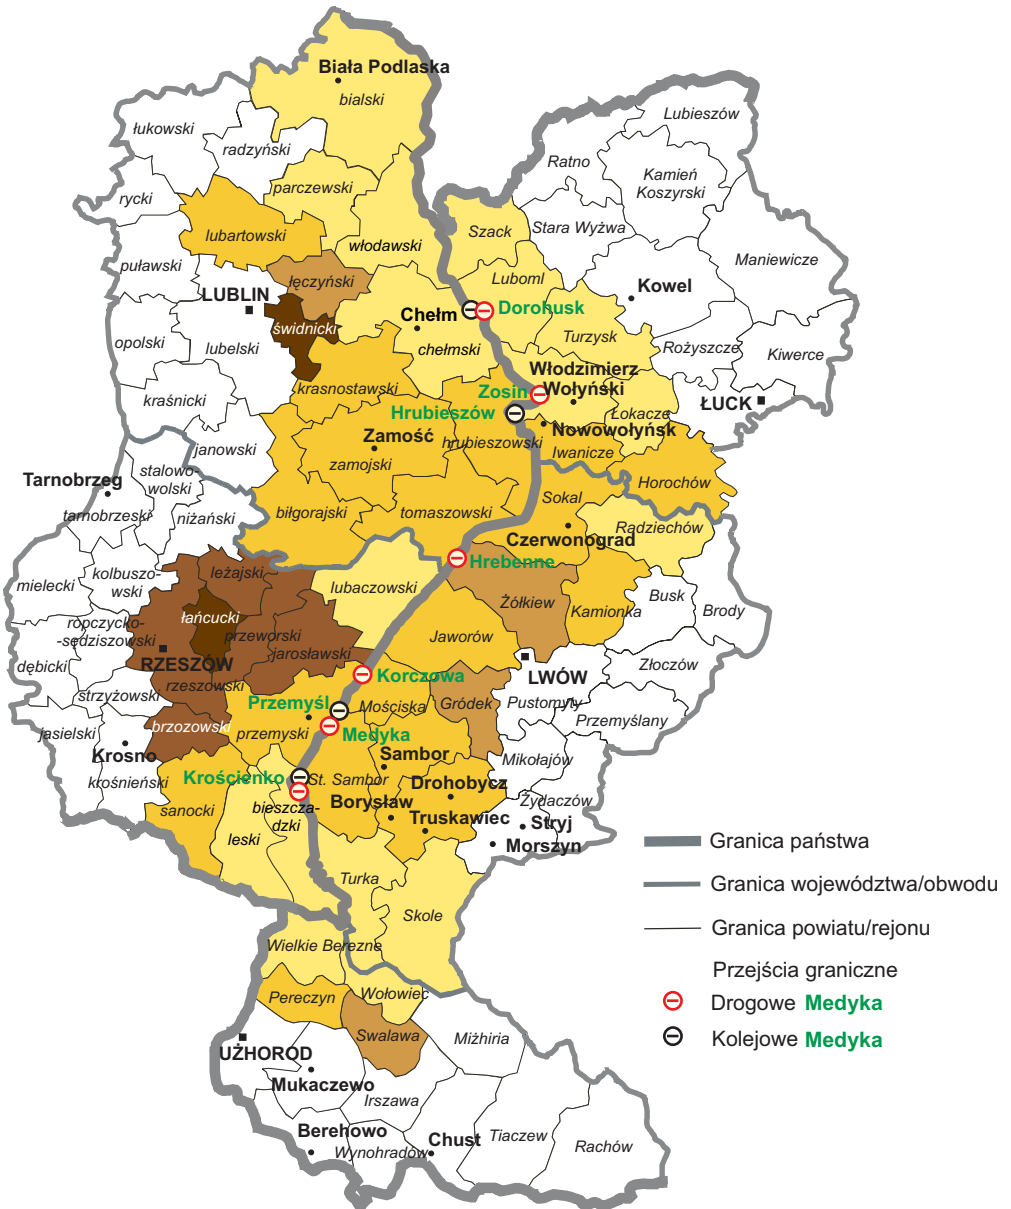 Biała Podlaska
bialski
Lubieszów
łukowski
radzyński
Ratno
Kamień
Koszyrski
parczewski
rycki
Stara Wyżwa
Szack
lubartowski
włodawski
Maniewicze
puławski
łęczyński
Luboml
Kowel
LUBLIN
Dorohusk
Chełm
świdnicki
Turzysk
opolski
lubelski
chełmski
Rożyszcze
Kiwerce
Włodzimierz
Wołyński
krasnostawski
Zosin
kraśnicki
ŁUCK
Hrubieszów
Łokacze
Zamość
hrubieszowski
Nowowołyńsk
janowski
Iwanicze
zamojski
stalowo-
wolski
Tarnobrzeg
Horochów
Sokal
tarnobrzeski
niżański
biłgorajski
tomaszowski
Radziechów
Czerwonograd
Hrebenne
leżajski
kolbuszo-
wski
mielecki
lubaczowski
Żółkiew
Busk
Kamionka
Brody
łańcucki
ropczycko-
-sędziszowski
przeworski
Jaworów
jarosławski
RZESZÓW
dębicki
Złoczów
LWÓW
Korczowa
rzeszowski
strzyżowski
Przemyśl
Mościska
Gródek
Pustomyty
Przemyślany
brzozowski
jasielski
przemyski
Medyka
Krosno
Sambor
Mikołajów
krośnieński
Krościenko
St. Sambor
Drohobycz
sanocki
bieszcza-
dzki
Borysław
Żydaczów
Truskawiec
Stryj
leski
Morszyn
Granica państwa
Turka
Granica województwa/obwodu
Skole
Granica powiatu/rejonu
Wielkie Berezne
Przejścia graniczne
Pereczyn
Wołowiec
Drogowe Medyka
Swalawa
Miżhiria
Kolejowe Medyka
UŻHOROD
Mukaczewo
Irszawa
Berehowo
Chust
Tiaczew
Rachów
Wynohradów